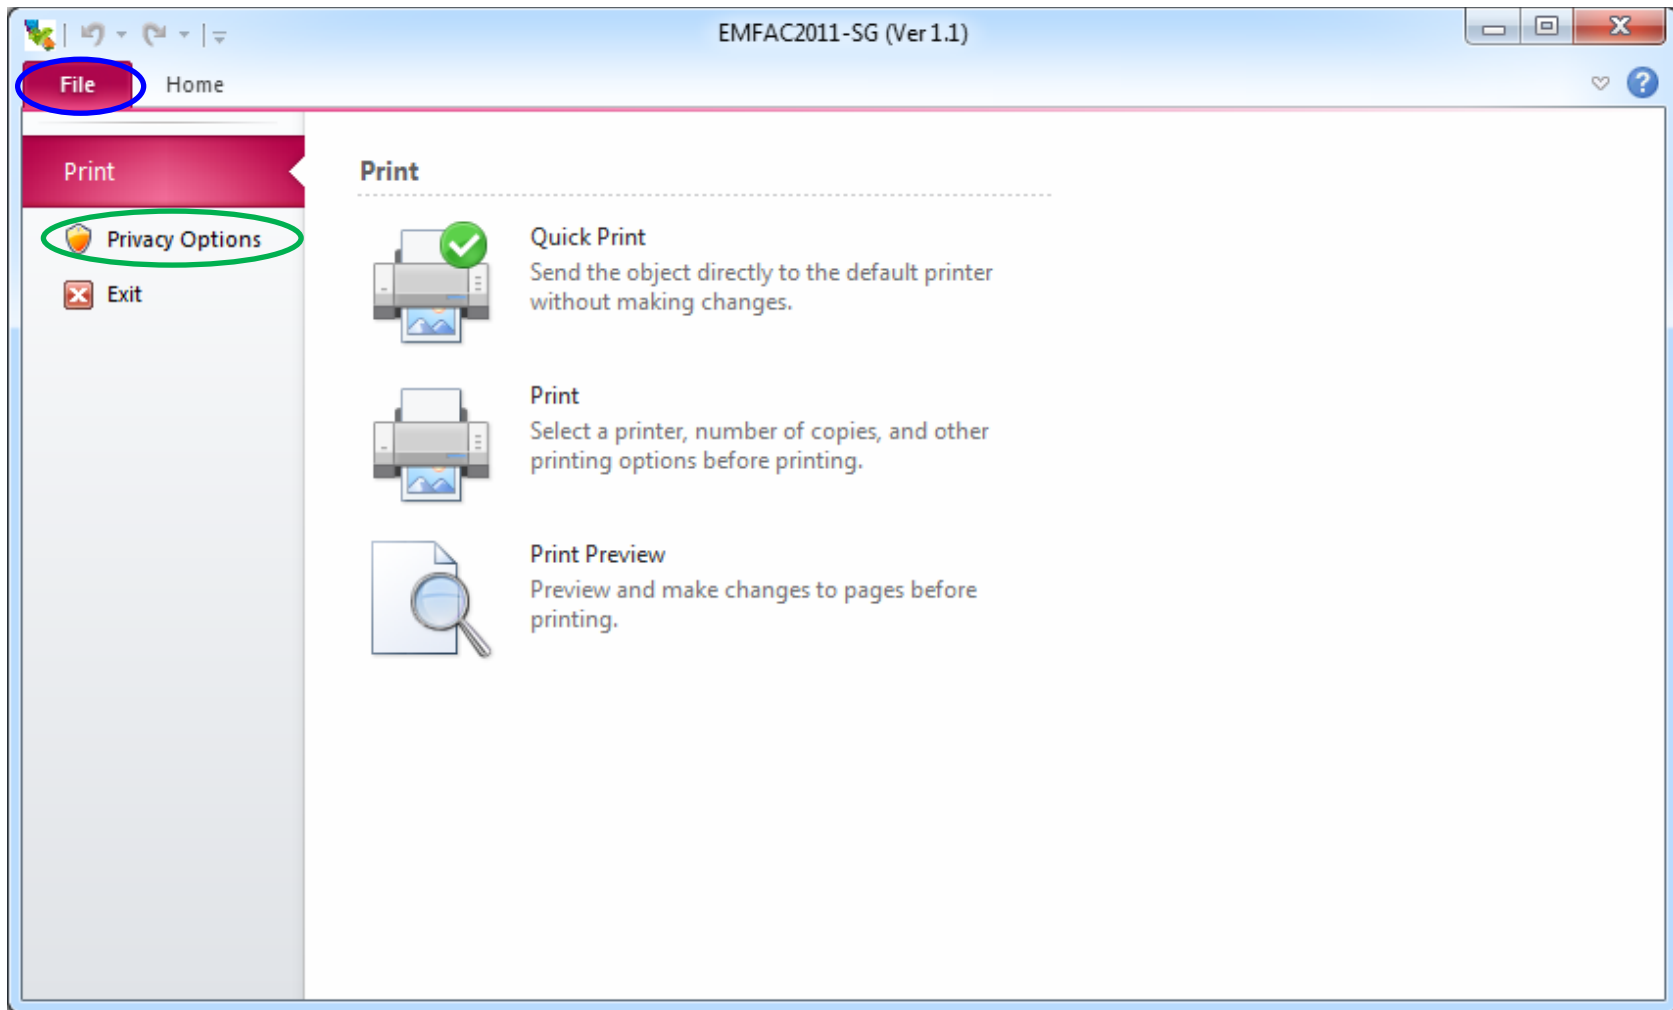 EMFAC2011-SG (Ver 1.1)
File Home
Print
Privacy Options
Exit
Print
Quick Print
Send the object directly to the default printer
without making changes.
Print
Select a printer, number of copies, and other
printing options before printing.
Print Preview
Preview and make changes to pages before
printing.